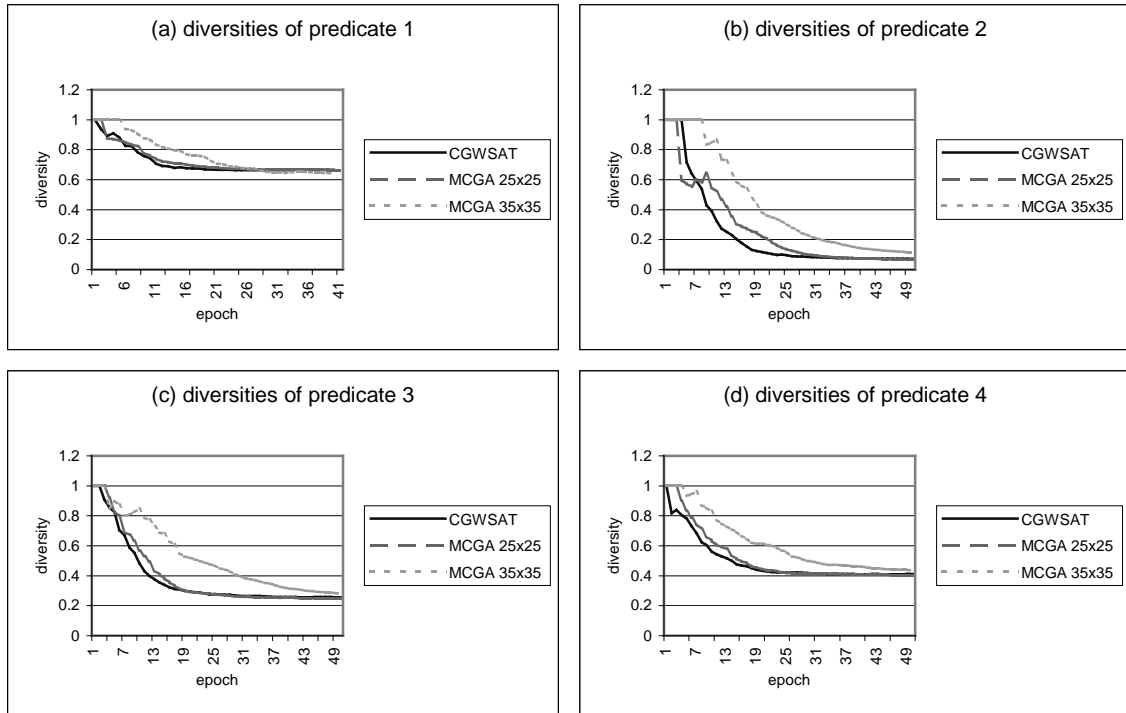 (a) diversities of predicate 1
1.2
1
0.8
0.6
0.4
0.2
0
diversity
1 6 11 16 21 26 31 36 41
epoch
CGWSAT
MCGA 25x25
MCGA 35x35
(b) diversities of predicate 2
1.2
1
0.8
0.6
0.4
0.2
0
diversity
1 7 13 19 25 31 37 43 49
epoch
CGWSAT
MCGA 25x25
MCGA 35x35
(c) diversities of predicate 3
1.2
1
0.8
0.6
0.4
0.2
0
diversity
1 7 13 19 25 31 37 43 49
epoch
CGWSAT
MCGA 25x25
MCGA 35x35
(d) diversities of predicate 4
1.2
1
0.8
0.6
0.4
0.2
0
diversity
1 7 13 19 25 31 37 43 49
epoch
CGWSAT
MCGA 25x25
MCGA 35x35